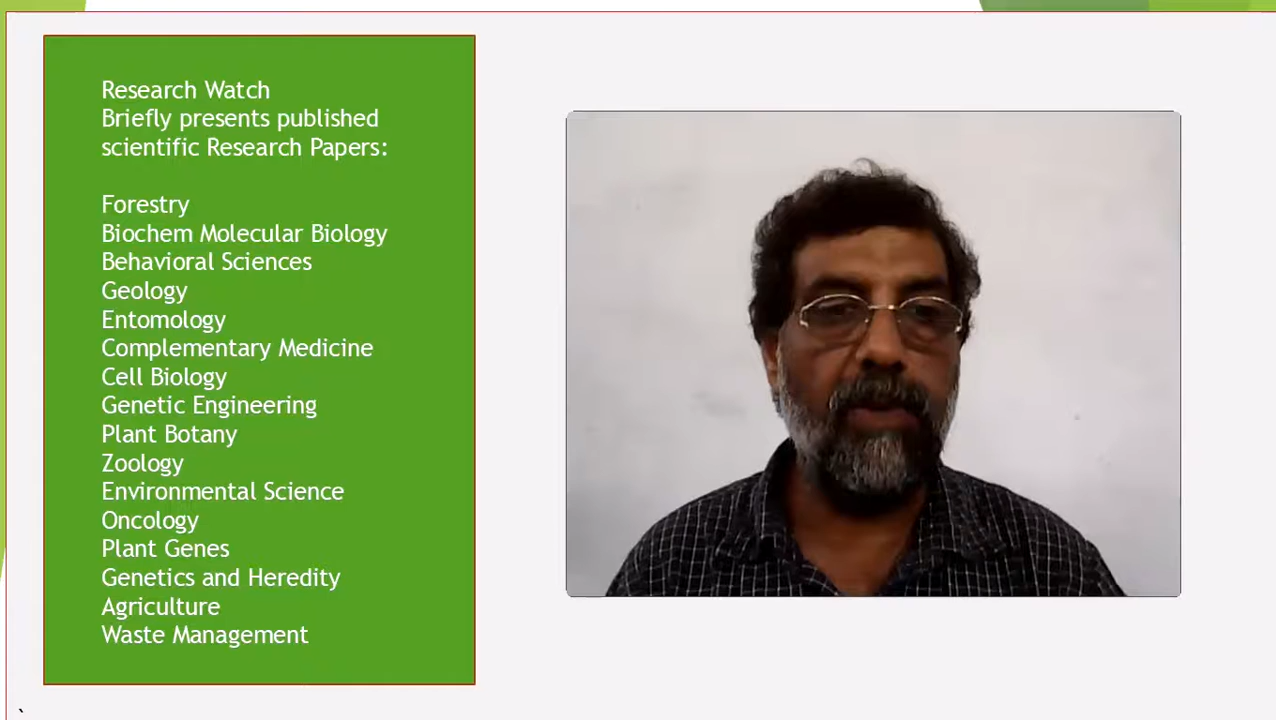 Research Watch
Briefly presents published
scientific Research Papers:
Forestry
Biochem Molecular Biology
Behavioral Sciences
Geology
Entomology
Complementary Medicine
Cell Biology
Genetic Engineering
Plant Botany
Zoology
Environmental Science
Oncology
Plant Genes
Genetics and Heredity
Agriculture
Waste Management
`